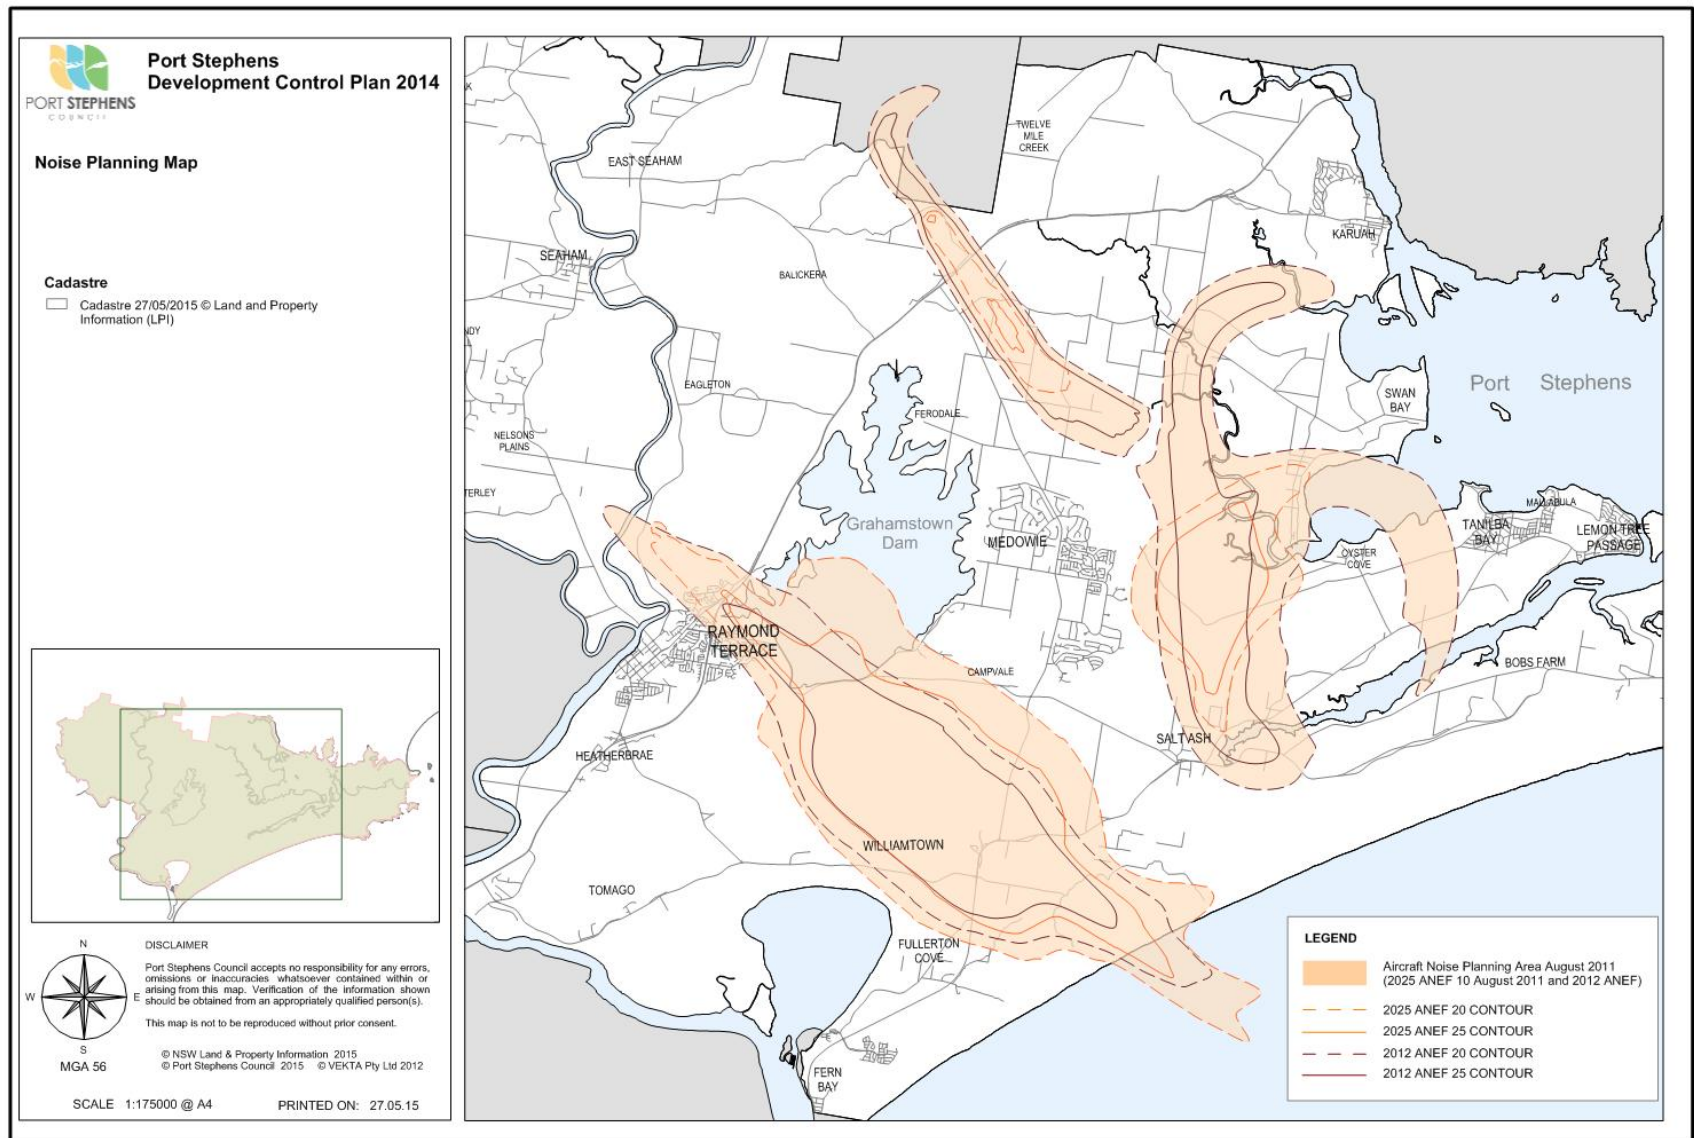 PORT STEPHENS
COUNCIL
Port Stephens
Development Control Plan 2014
Noise Planning Map
Cadastre
Cadastre 27/05/2015 © Land and Property
Information (LPI)
N
W
E
S
MGA 56
DISCLAIMER
Port Stephens Council accepts no responsibility for any errors,
omissions or inaccuracies whatsoever contained within or
arising from this map. Verification of the information shown
should be obtained from an appropriately qualified person(s).
This map is not to be reproduced without prior consent.
© NSW Land & Property Information 2015
© Port Stephens Council 2015 © VEKTA Pty Ltd 2012
SCALE 1:175000 @ A4
PRINTED ON: 27.05.15
K
TWELVE
MILE
CREEK
EAST SEAHAM
KARUAH
SEAHAM
BALICKERA
NDY
EAGLETON
Port Stephens
SWAN
BAY
FERODALE
NELSONS
PLAINS
TERLEY
Grahamstown
Dam
MEDOWIE
MALLABULA
TANILBA
BAY
LEMON TREE
PASSAGE
OYSTER
COVE
RAYMOND
TERRACE
CAMPVALE
BOBS FARM
SALT ASH
HEATHERBRAE
WILLIAMTOWN
TOMAGO
FULLERTON
COVE
FERN
BAY
LEGEND
Aircraft Noise Planning Area August 2011
(2025 ANEF 10 August 2011 and 2012 ANEF)
2025 ANEF 20 CONTOUR
2025 ANEF 25 CONTOUR
2012 ANEF 20 CONTOUR
2012 ANEF 25 CONTOUR